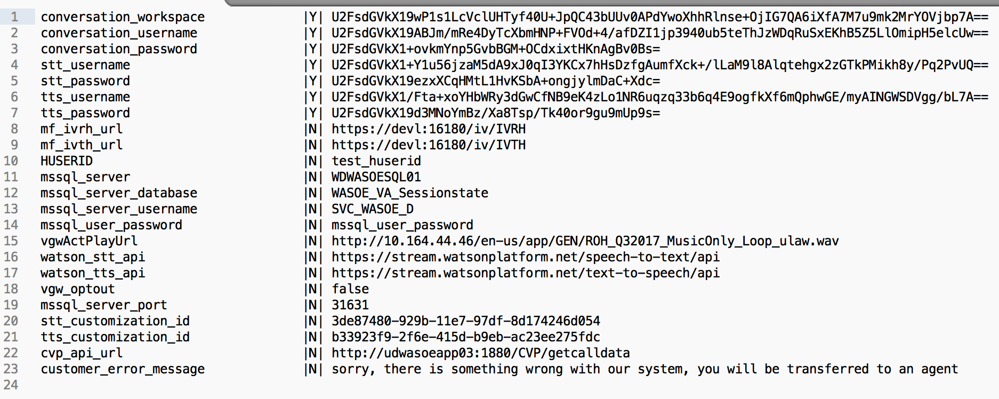 1 conversation_workspace |Y| U2FsdGVkX19wP1s1LcVclUHTyf40U+JpQC43bUUv0APdYwoXhhRlnse+OjIG7QA6iXfA7M7u9mk2MrYOVjbp7A==
2 conversation_username |Y| U2FsdGVkX19ABJm/mRe4DyTcXbmHNP+FVOd+4/afDZI1jp3940ub5teThJzWDqRuSxEKhB5Z5LlOmipH5elcUw==
3 conversation_password |Y| U2FsdGVkX1+ovkmYnp5GvbBGM+OCdxixtHKnAgBv0Bs=
4 stt_username |Y| U2FsdGVkX1+Y1u56jzaM5dA9xJ0qI3YKCx7hHsDzfgAumfXck+/lLaM9l8Alqtehgx2zGTkPMikh8y/Pq2PvUQ==
5 stt_password |Y| U2FsdGVkX19ezxXCqHMtL1HvKSbA+ongjylmDaC+Xdc=
6 tts_username |Y| U2FsdGVkX1/Fta+xoYHbWRy3dGwCfNB9eK4zLo1NR6uqzq33b6q4E9ogfkXf6mQphwGE/myAINGWSDVgg/bL7A==
7 tts_password |Y| U2FsdGVkX19d3MNoYmBz/Xa8Tsp/Tk40or9gu9mUp9s=
8 mf_ivrh_url |N| https://devl:16180/iv/IVRH
9 mf_ivth_url |N| https://devl:16180/iv/IVTH
10 HUSERID |N| test_huserid
11 mssql_server |N| WDWASOESQL01
12 mssql_server_database |N| WASOE_VA_Sessionstate
13 mssql_server_username |N| SVC_WASOE_D
14 mssql_user_password |N| mssql_user_password
15 vgwActPlayUrl |N| http://10.164.44.46/en-us/app/GEN/ROH_Q32017_MusicOnly_Loop_ulaw.wav
16 watson_stt_api |N| https://stream.watsonplatform.net/speech-to-text/api
17 watson_tts_api |N| https://stream.watsonplatform.net/text-to-speech/api
18 vgw_optout |N| false
19 mssql_server_port |N| 31631
20 stt_customization_id |N| 3de87480-929b-11e7-97df-8d174246d054
21 tts_customization_id |N| b33923f9-2f6e-415d-b9eb-ac23ee275fdc
22 cvp_api_url |N| http://udwasoeapp03:1880/CVP/getcalldata
23 customer_error_message |N| sorry, there is something wrong with our system, you will be transferred to an agent
24